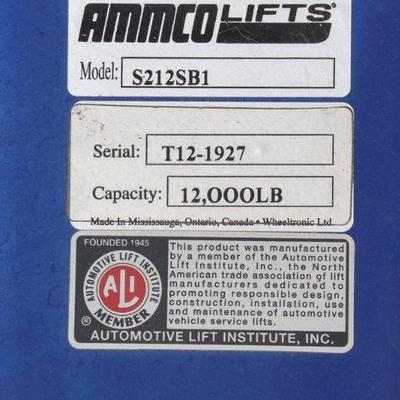 AMMCO LIFTS®
Model: S212SB1
Serial: T12-1927
Capacity: 12,OOOLB
Made In Mississauga, Ontario, Canada • Wheeltronic Ltd.
FOUNDED 1945
AUTOMOTIVE LIFT INSTITUTE
ALI
MEMBER
®
This product was manufactured
by a member of the Automotive
Lift Institute, Inc., the North
American trade association of lift
manufacturers dedicated to
promoting responsible design,
construction, installation, use
and maintenance of automotive
vehicle service lifts.
AUTOMOTIVE LIFT INSTITUTE, INC.